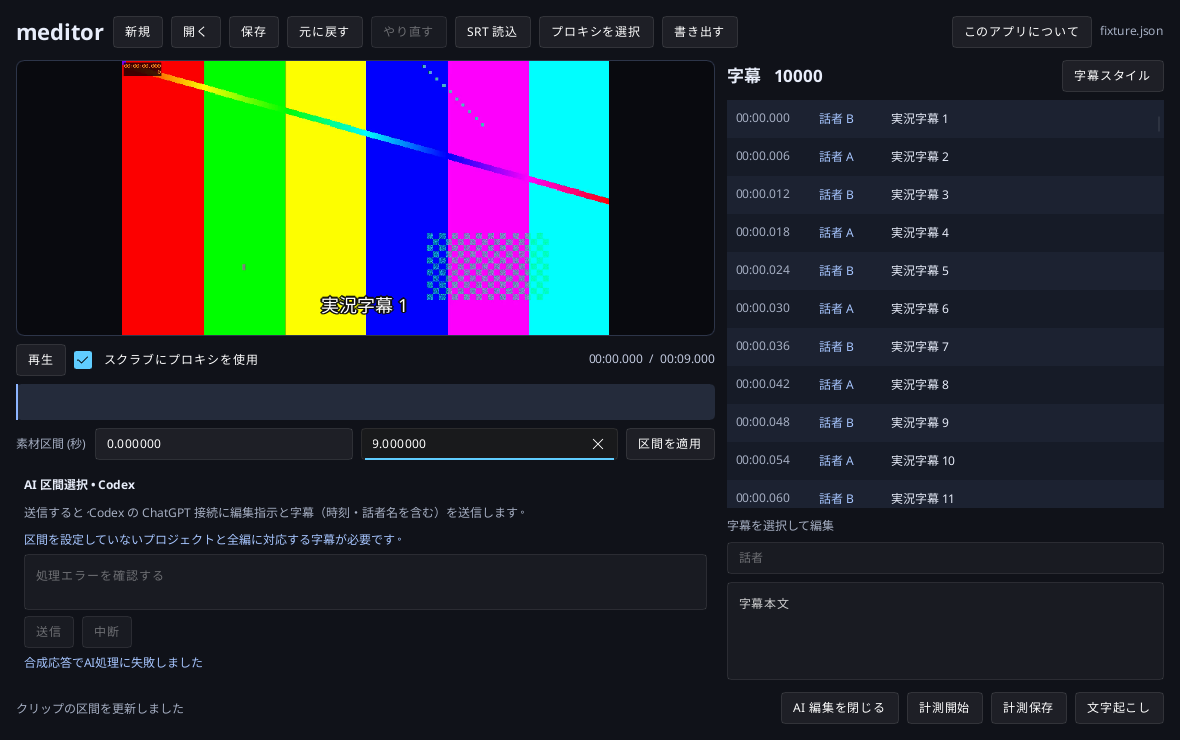 meditor
新規
開く
保存
元に戻す
やり直す
SRT 読込
プロキシを選択
書き出す
このアプリについて
fixture.json
実況字幕 1
再生
スクラブにプロキシを使用
00:00.000 / 00:09.000
素材区間 (秒)
0.000000
9.000000
区間を適用
AI 区間選択 • Codex
送信すると、Codex の ChatGPT 接続に編集指示と字幕（時刻・話者名を含む）を送信します。
区間を設定していないプロジェクトと全編に対応する字幕が必要です。
処理エラーを確認する
送信
中断
合成応答でAI処理に失敗しました
クリップの区間を更新しました
字幕 10000
字幕スタイル
00:00.000 話者 B 実況字幕 1
00:00.006 話者 A 実況字幕 2
00:00.012 話者 B 実況字幕 3
00:00.018 話者 A 実況字幕 4
00:00.024 話者 B 実況字幕 5
00:00.030 話者 A 実況字幕 6
00:00.036 話者 B 実況字幕 7
00:00.042 話者 A 実況字幕 8
00:00.048 話者 B 実況字幕 9
00:00.054 話者 A 実況字幕 10
00:00.060 話者 B 実況字幕 11
字幕を選択して編集
話者
字幕本文
AI 編集を閉じる
計測開始
計測保存
文字起こし